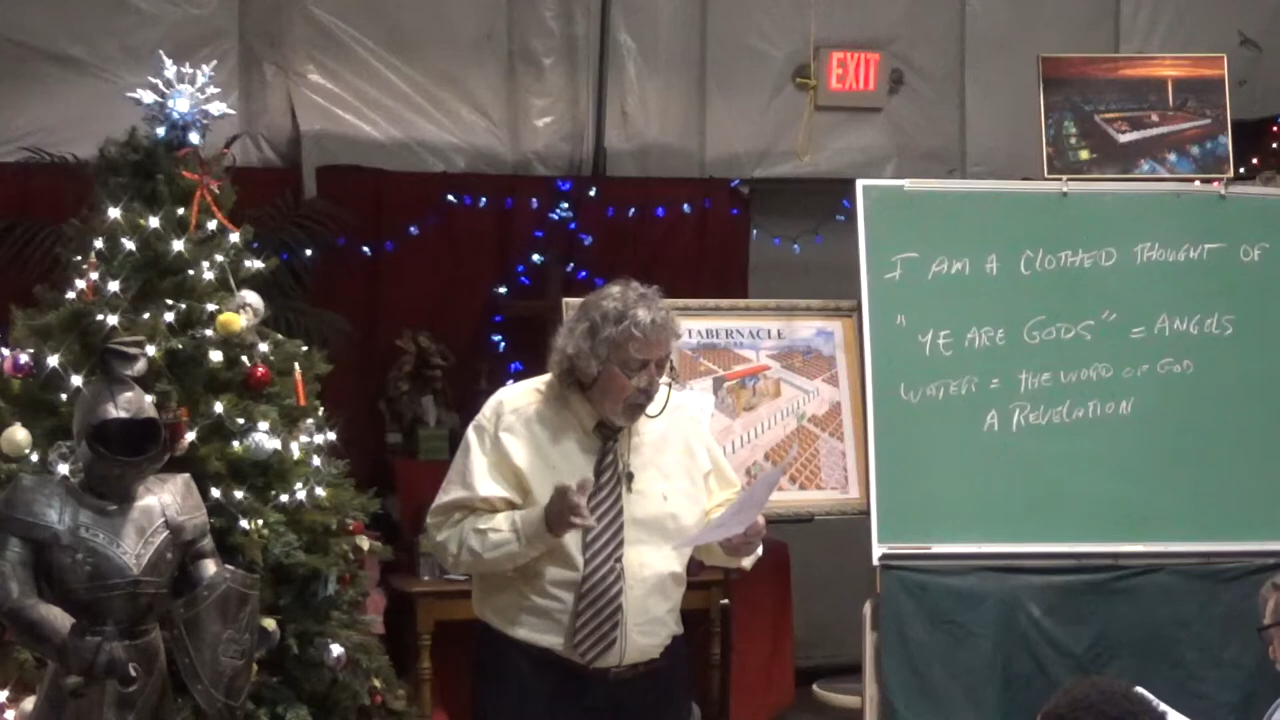 EXIT
TABERNACLE
I AM A CLOTHED THOUGHT OF
"YE ARE GODS" = ANGELS
WATER = THE WORD OF GOD
A REVELATION